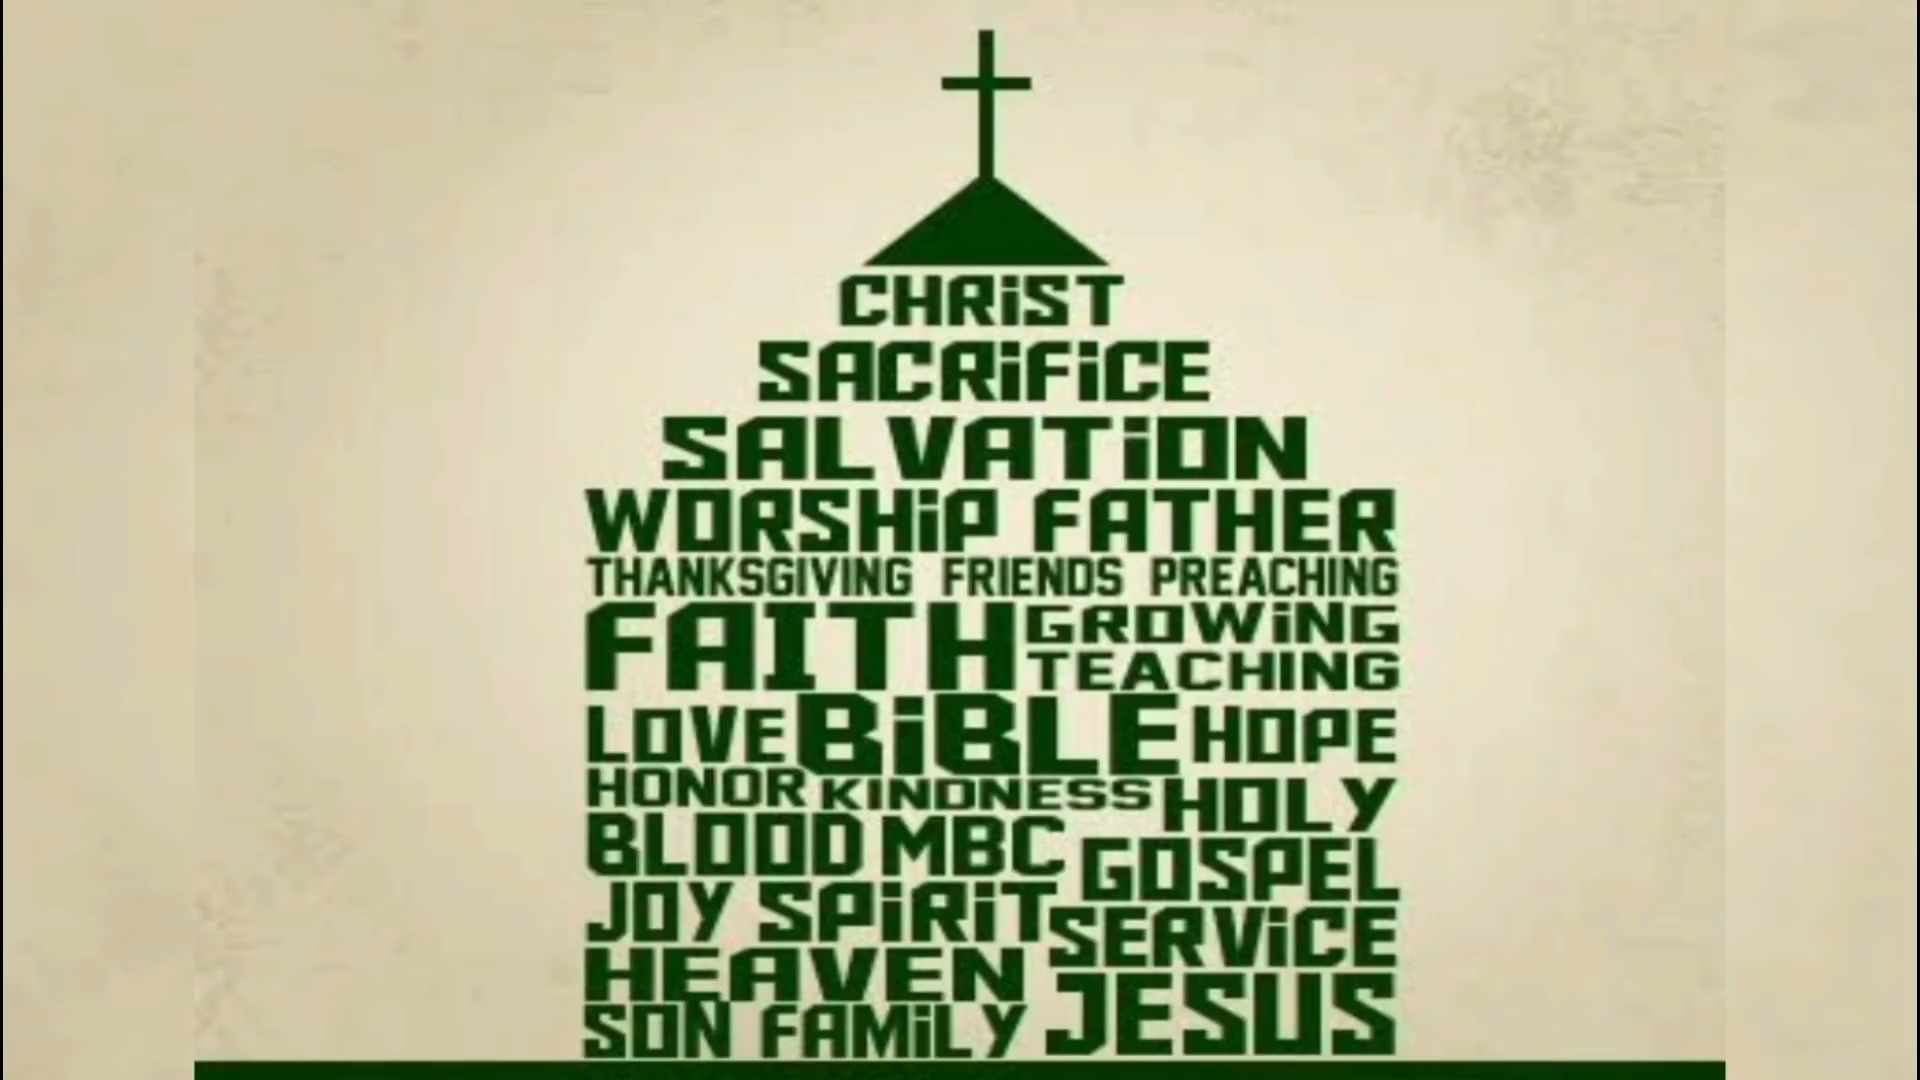 CHRiST
SACRiFiCE
SALVATiON
WORSHiP FATHER
THANKSGIVING FRIENDS PREACHING
FAITH GROWiNG
TEACHING
LOVE BiBLE HOPE
HONOR KINDNESS HOLY
BLOOD MBC GOSPEL
JOY SPiRiT SERViCE
HEAVEN JESUS
SON FAMiLY